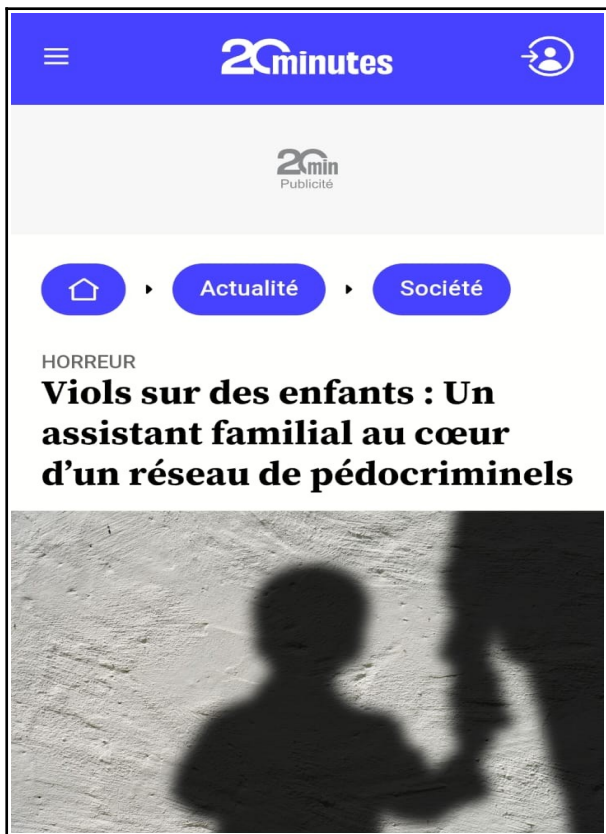 20minutes
20min
Publicité
Actualité
Société
HORREUR
Viols sur des enfants : Un
assistant familial au cœur
d’un réseau de pédocriminels